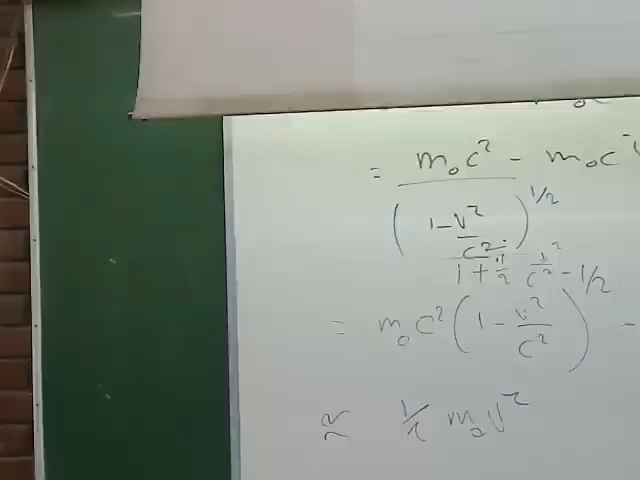 = m₀c² - m₀c²
(1 - v²/c²)^1/2
1 + 1/2 v²/c²
= m₀c² (1 - v²/c²)^-1/2 -
≅ 1/2 m₀v²